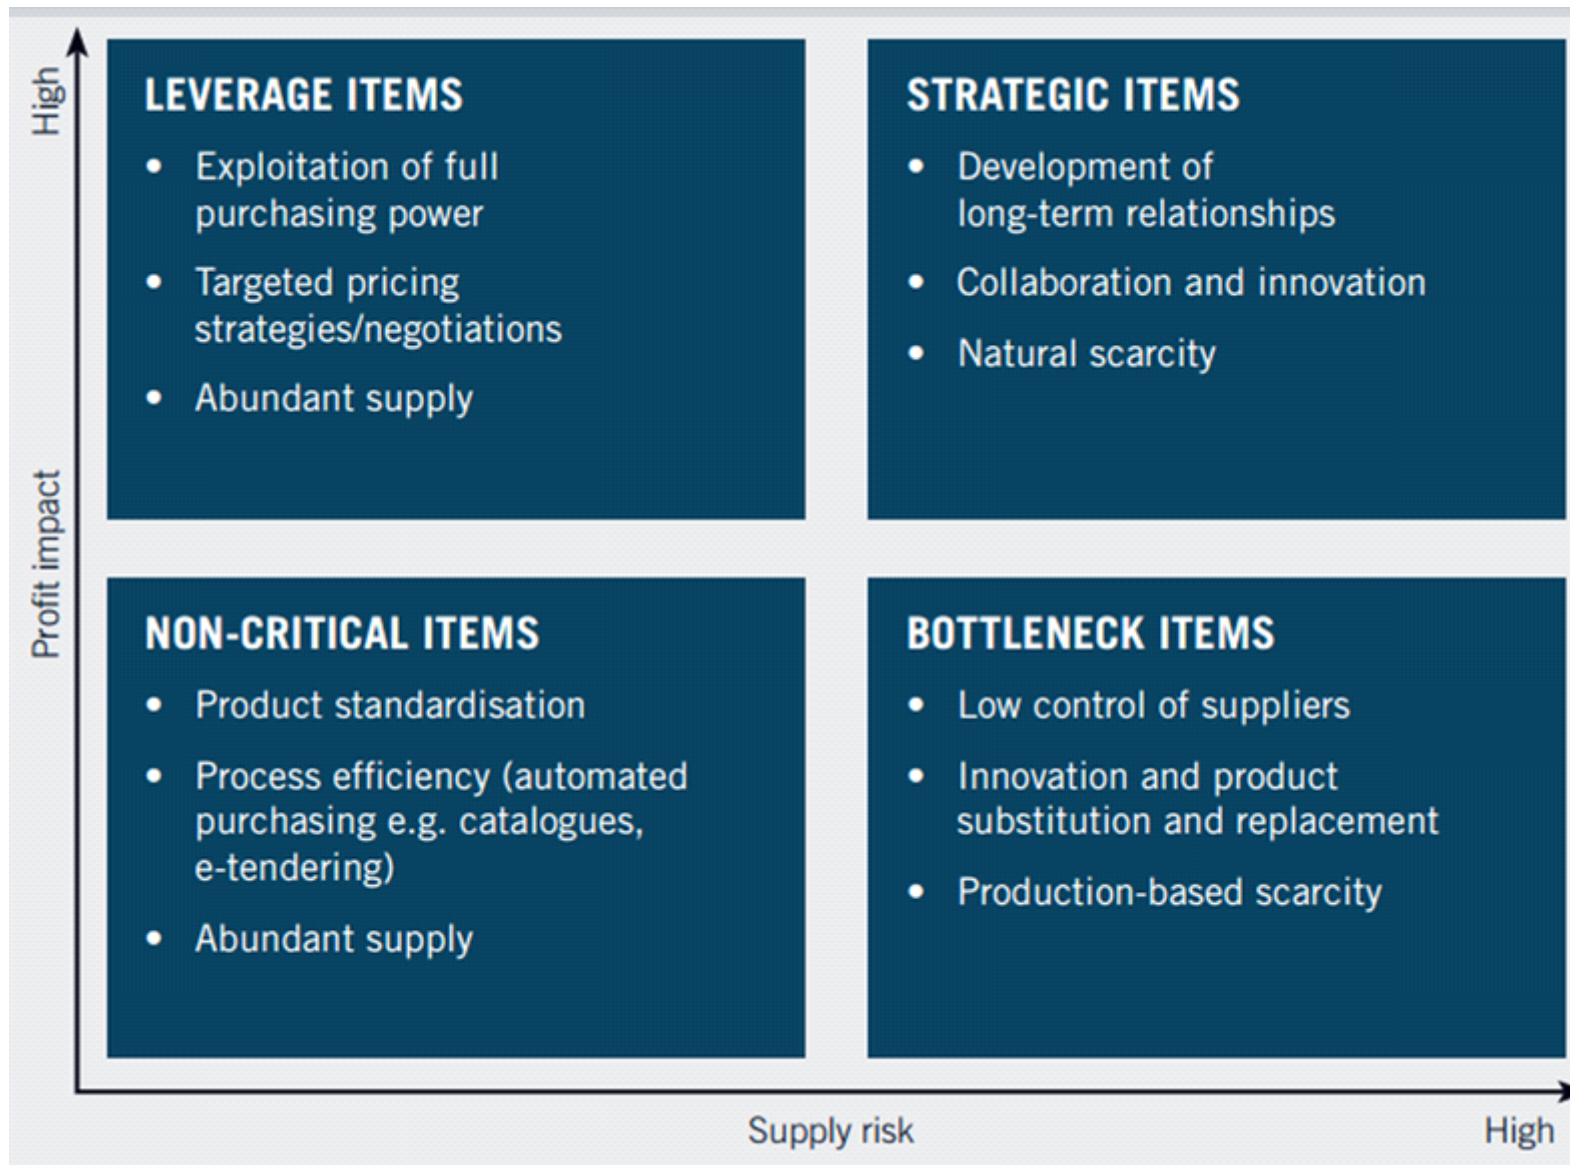 High
Profit impact
LEVERAGE ITEMS
• Exploitation of full
purchasing power
• Targeted pricing
strategies/negotiations
• Abundant supply
STRATEGIC ITEMS
• Development of
long-term relationships
• Collaboration and innovation
• Natural scarcity
NON-CRITICAL ITEMS
• Product standardisation
• Process efficiency (automated
purchasing e.g. catalogues,
e-tendering)
• Abundant supply
BOTTLENECK ITEMS
• Low control of suppliers
• Innovation and product
substitution and replacement
• Production-based scarcity
Supply risk
High